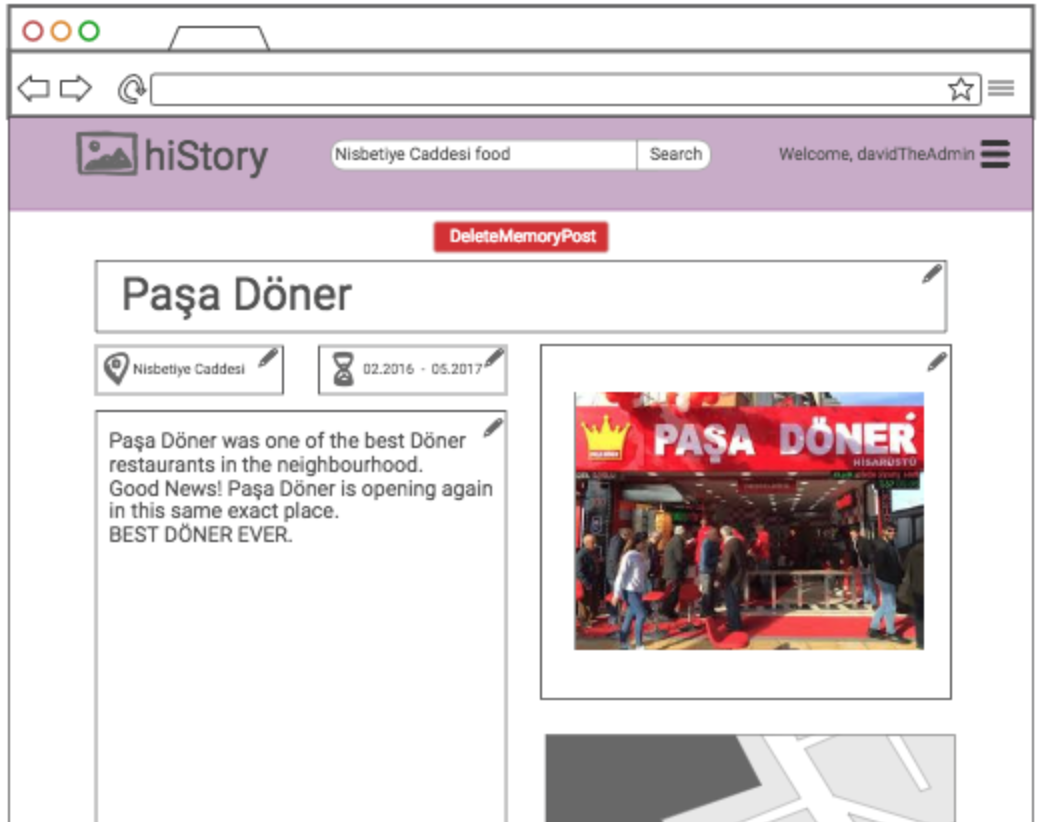 hiStory
Nisbetiye Caddesi food
Search
Welcome, davidTheAdmin
DeleteMemoryPost
Paşa Döner
Nisbetiye Caddesi
02.2016 - 05.2017
Paşa Döner was one of the best Döner
restaurants in the neighbourhood.
Good News! Paşa Döner is opening again
in this same exact place.
BEST DÖNER EVER.
PAŞA DÖNER
HİSARÜSTÜ